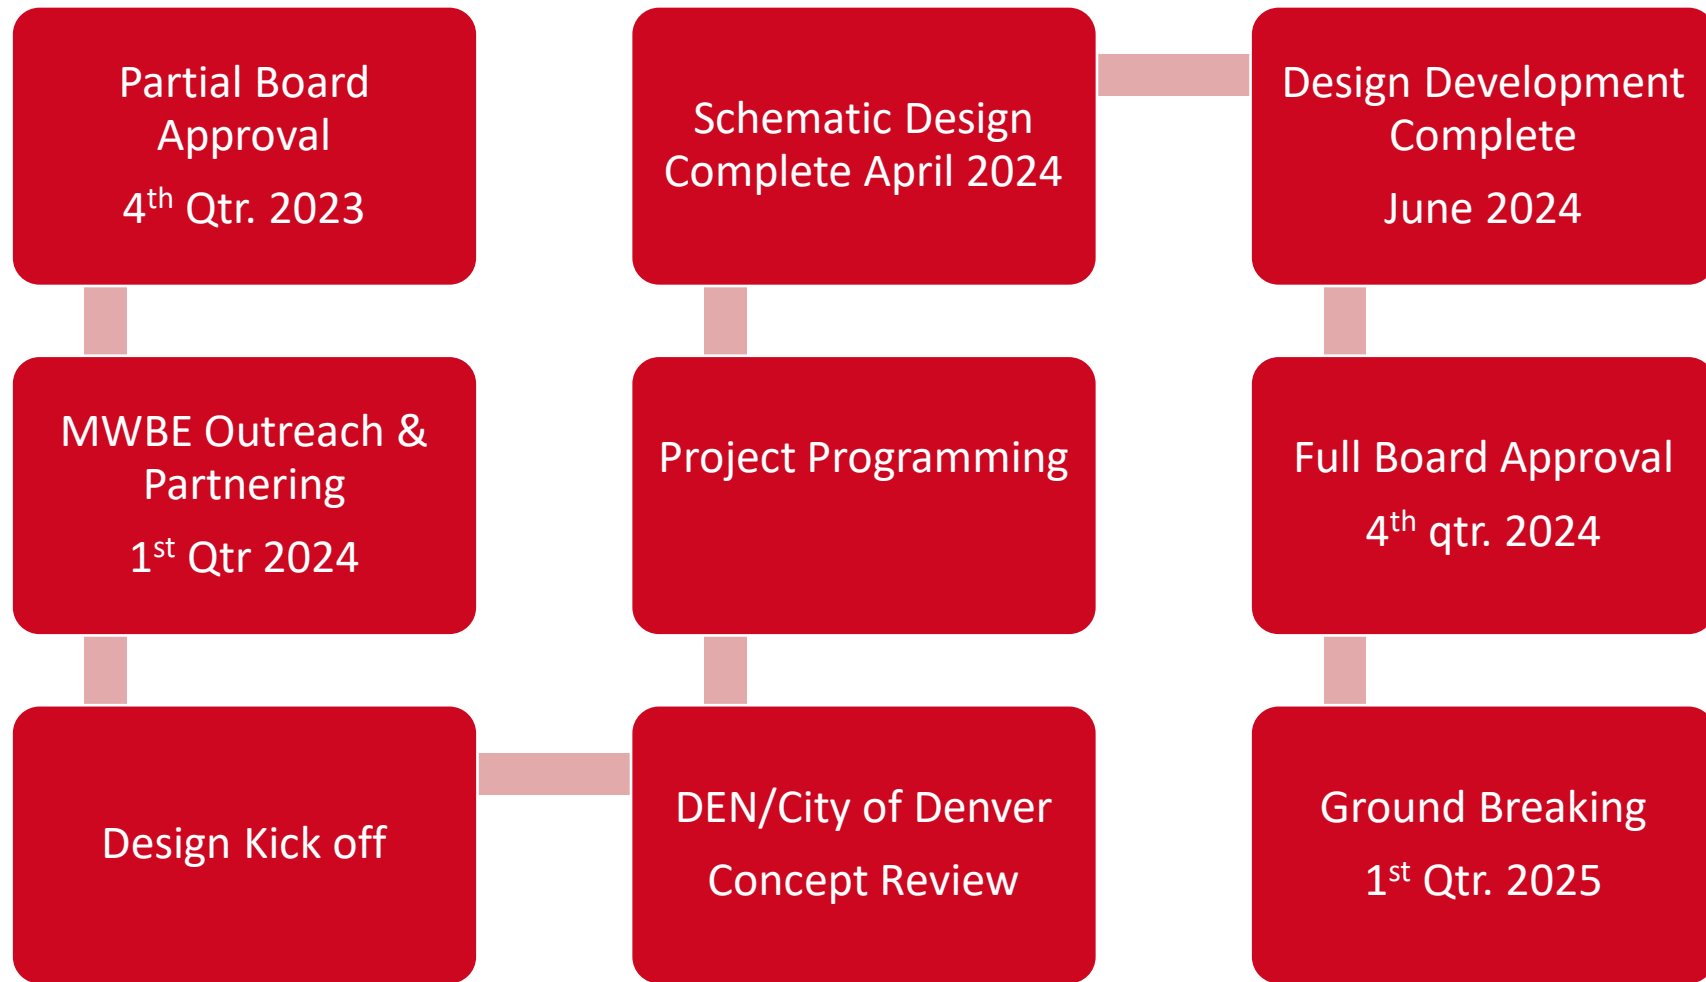 Partial Board
Approval
4th Qtr. 2023
MWBE Outreach &
Partnering
1st Qtr 2024
Design Kick off
DEN/City of Denver
Concept Review
Project Programming
Schematic Design
Complete April 2024
Design Development
Complete
June 2024
Full Board Approval
4th qtr. 2024
Ground Breaking
1st Qtr. 2025